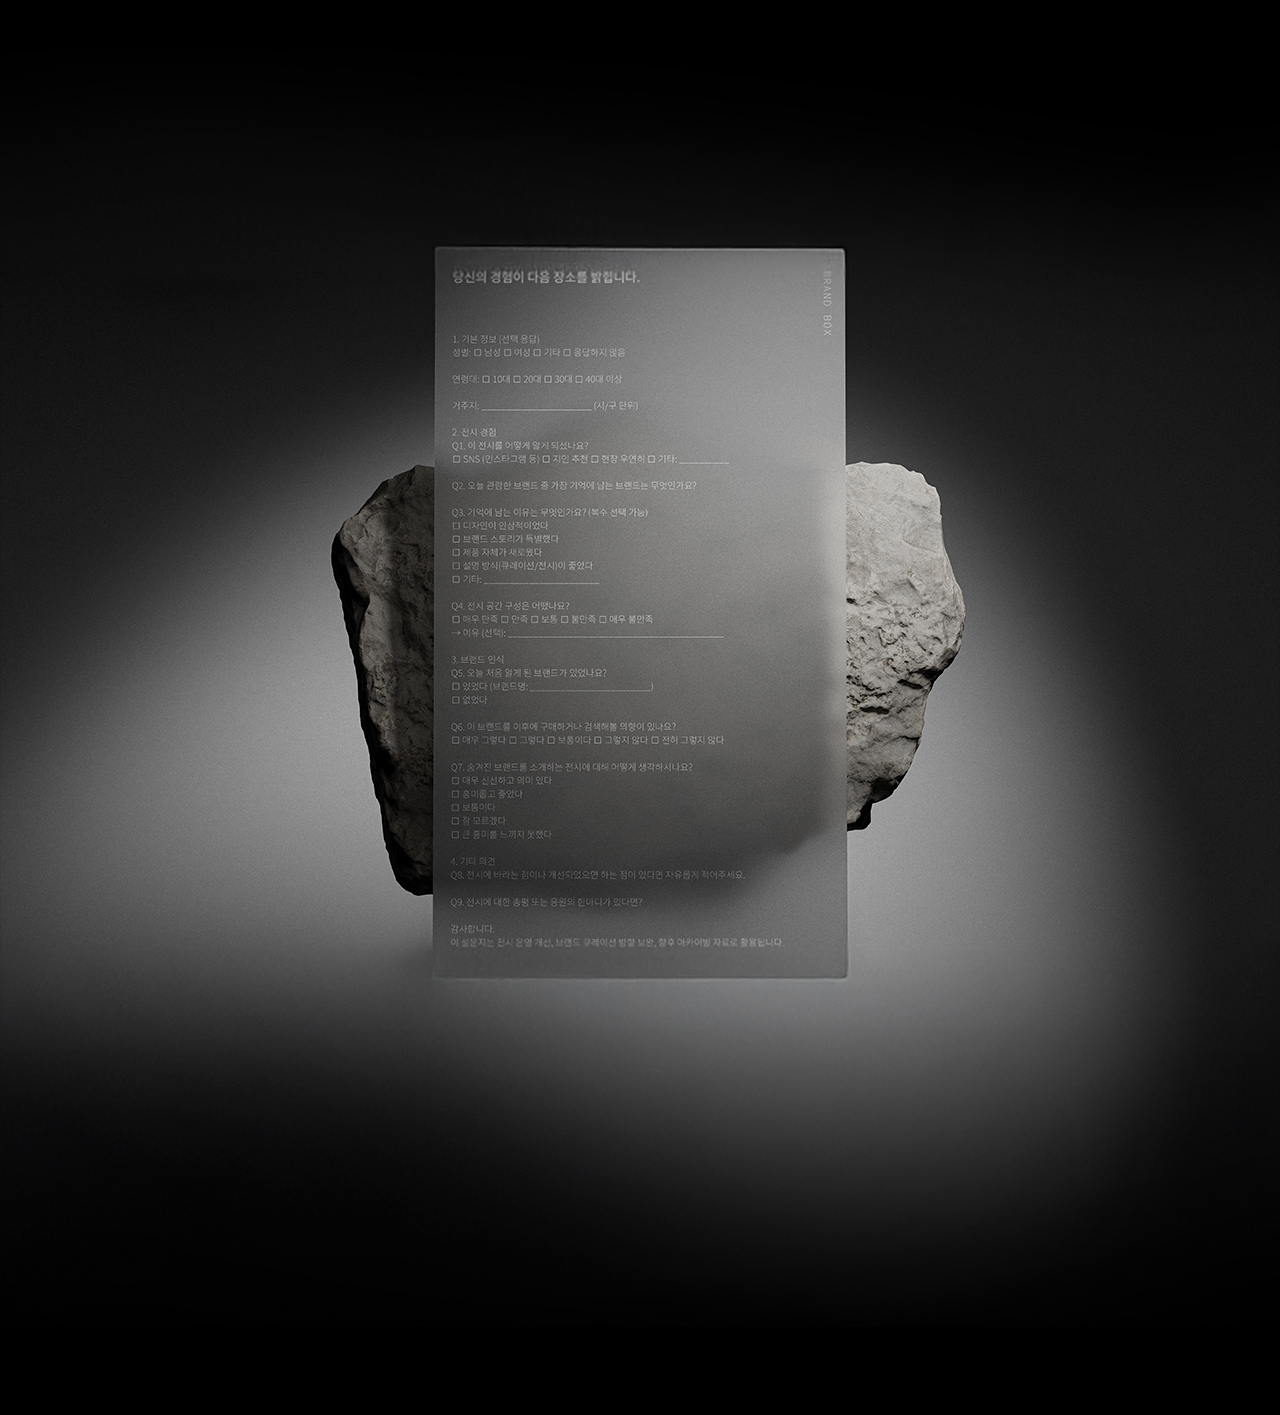 당신의 경험이 다음 장소를 밝힙니다.
BRAND BOX
1. 기본 정보 (선택 응답)
성별: □ 남성 □ 여성 □ 기타 □ 응답하지 않음
연령대: □ 10대 □ 20대 □ 30대 □ 40대 이상
거주지: ______________________ (시/구 단위)
2. 전시 경험
Q1. 이 전시를 어떻게 알게 되셨나요?
□ SNS (인스타그램 등) □ 지인 추천 □ 현장 우연히 □ 기타: __________
Q2. 오늘 관람한 브랜드 중 가장 기억에 남는 브랜드는 무엇인가요?
Q3. 기억에 남는 이유는 무엇인가요? (복수 선택 가능)
□ 디자인이 인상적이었다
□ 브랜드 스토리가 특별했다
□ 제품 자체가 새로웠다
□ 설명 방식(큐레이션/전시)이 좋았다
□ 기타: _______________________
Q4. 전시 공간 구성은 어땠나요?
□ 매우 만족 □ 만족 □ 보통 □ 불만족 □ 매우 불만족
→ 이유 (선택): ___________________________________________
3. 브랜드 인식
Q5. 오늘 처음 알게 된 브랜드가 있었나요?
□ 있었다 (브랜드명: ________________________)
□ 없었다
Q6. 이 브랜드를 이후에 구매하거나 검색해볼 의향이 있나요?
□ 매우 그렇다 □ 그렇다 □ 보통이다 □ 그렇지 않다 □ 전혀 그렇지 않다
Q7. 숨겨진 브랜드를 소개하는 전시에 대해 어떻게 생각하시나요?
□ 매우 신선하고 의미 있다
□ 흥미롭고 좋았다
□ 보통이다
□ 잘 모르겠다
□ 큰 흥미를 느끼지 못했다
4. 기타 의견
Q8. 전시에 바라는 점이나 개선되었으면 하는 점이 있다면 자유롭게 적어주세요.
Q9. 전시에 대한 총평 또는 응원의 한마디가 있다면?
감사합니다.
이 설문지는 전시 운영 개선, 브랜드 큐레이션 방향 보완, 향후 아카이빙 자료로 활용됩니다.